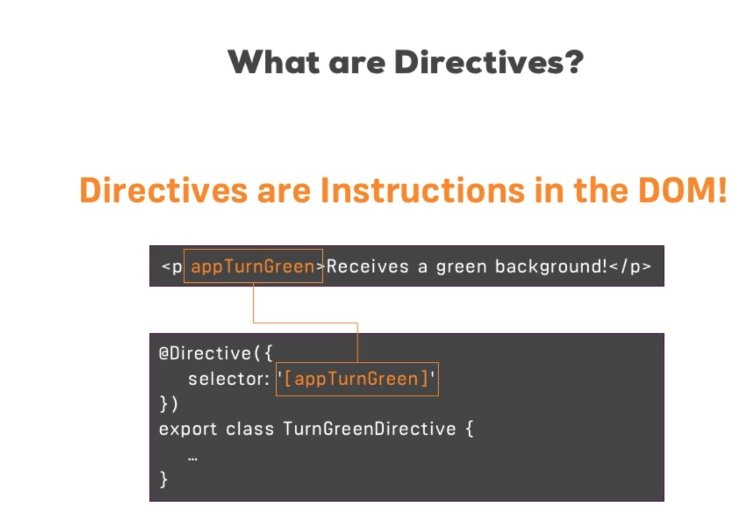 What are Directives?
Directives are Instructions in the DOM!
<p appTurnGreen>Receives a green background!</p>
@Directive({
selector: '[appTurnGreen]'
})
export class TurnGreenDirective {
…
}